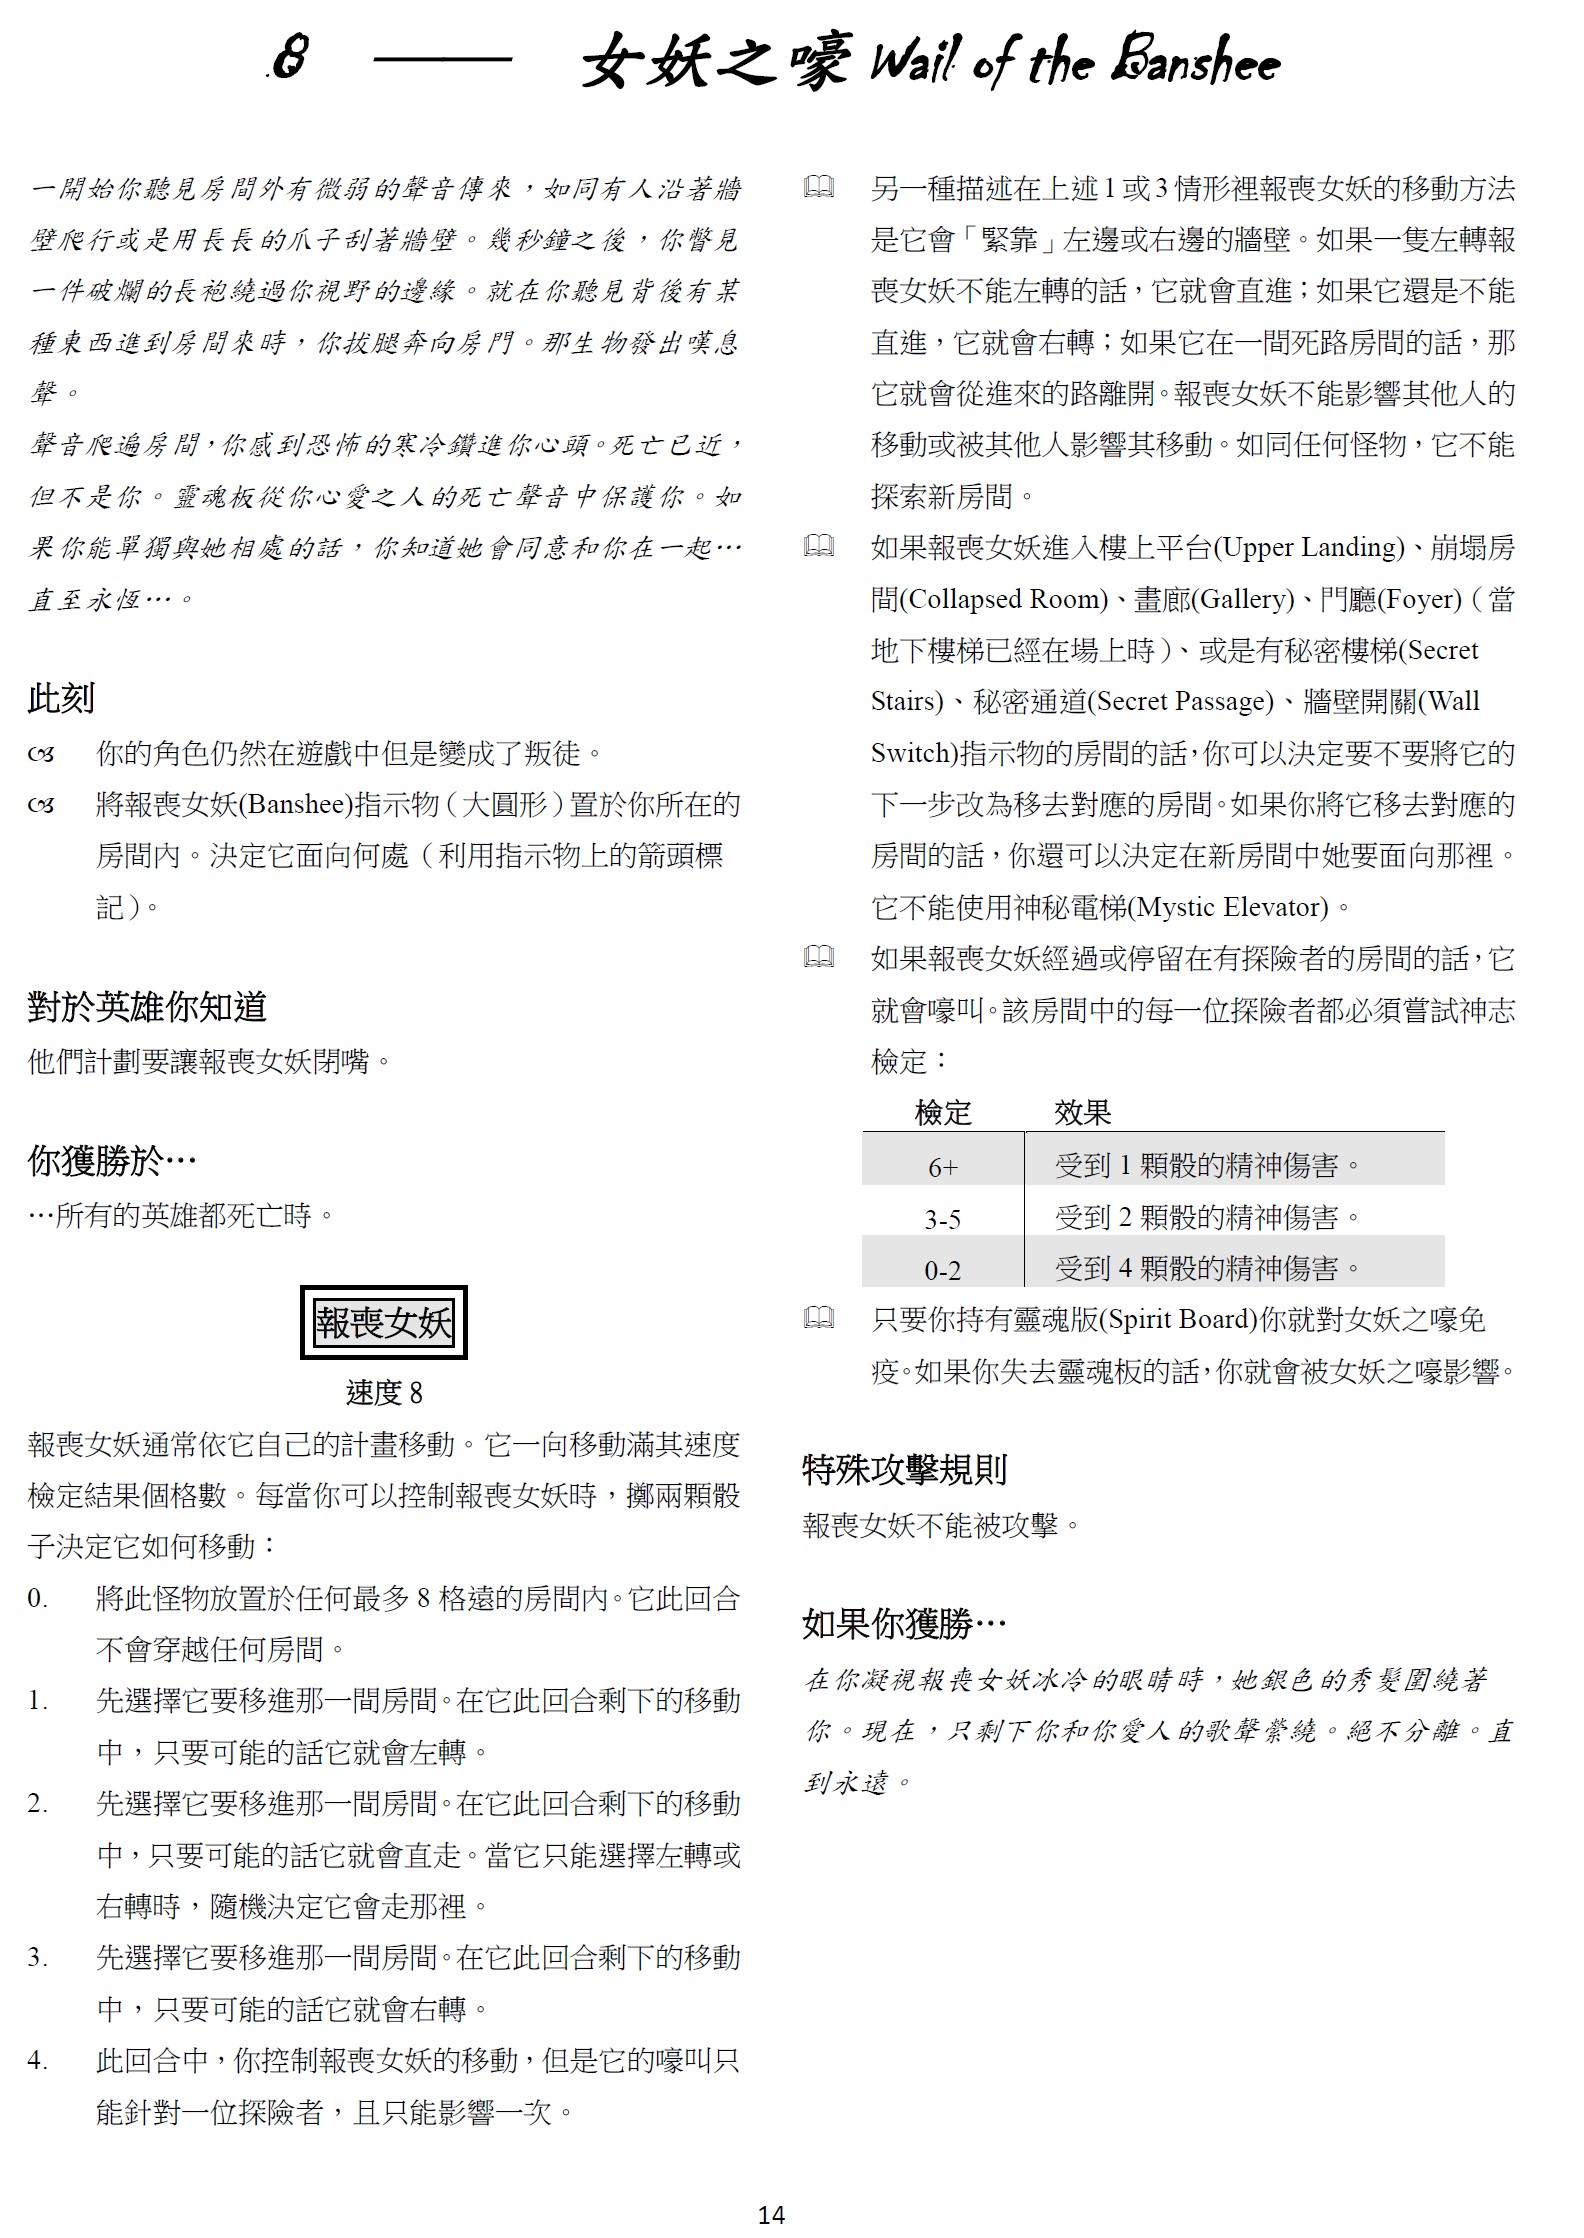 8 —— 女妖之嚎 Wail of the Banshee
一開始你聽見房間外有微弱的聲音傳來，如同有人沿著牆
壁爬行或是用長長的爪子刮著牆壁。幾秒鐘之後，你瞥見
一件破爛的長袍繞過你視野的邊緣。就在你聽見背後有某
種東西進到房間來時，你拔腿奔向房門。那生物發出嘆息
聲。
聲音爬遍房間，你感到恐怖的寒冷鑽進你心頭。死亡已近，
但不是你。靈魂板從你心愛之人的死亡聲音中保護你。如
果你能單獨與她相處的話，你知道她會同意和你在一起…
直至永恆…。
此刻
你的角色仍然在遊戲中但是變成了叛徒。
將報喪女妖(Banshee)指示物（大圓形）置於你所在的
房間內。決定它面向何處（利用指示物上的箭頭標
記）。
對於英雄你知道
他們計劃要讓報喪女妖閉嘴。
你獲勝於…
…所有的英雄都死亡時。
報喪女妖
速度 8
報喪女妖通常依它自己的計畫移動。它一向移動滿其速度
檢定結果個格數。每當你可以控制報喪女妖時，擲兩顆骰
子決定它如何移動：
0. 將此怪物放置於任何最多 8 格遠的房間內。它此回合
不會穿越任何房間。
1. 先選擇它要移進那一間房間。在它此回合剩下的移動
中，只要可能的話它就會左轉。
2. 先選擇它要移進那一間房間。在它此回合剩下的移動
中，只要可能的話它就會直走。當它只能選擇左轉或
右轉時，隨機決定它會走那裡。
3. 先選擇它要移進那一間房間。在它此回合剩下的移動
中，只要可能的話它就會右轉。
4. 此回合中，你控制報喪女妖的移動，但是它的嚎叫只
能針對一位探險者，且只能影響一次。
另一種描述在上述 1 或 3 情形裡報喪女妖的移動方法
是它會「緊靠」左邊或右邊的牆壁。如果一隻左轉報
喪女妖不能左轉的話，它就會直進；如果它還是不能
直進，它就會右轉；如果它在一間死路房間的話，那
它就會從進來的路離開。報喪女妖不能影響其他人的
移動或被其他人影響其移動。如同任何怪物，它不能
探索新房間。
如果報喪女妖進入樓上平台(Upper Landing)、崩塌房
間(Collapsed Room)、畫廊(Gallery)、門廳(Foyer)（當
地下樓梯已經在場上時）、或是有秘密樓梯(Secret
Stairs)、秘密通道(Secret Passage)、牆壁開關(Wall
Switch)指示物的房間的話，你可以決定要不要將它的
下一步改為移去對應的房間。如果你將它移去對應的
房間的話，你還可以決定在新房間中她要面向那裡。
它不能使用神秘電梯(Mystic Elevator)。
如果報喪女妖經過或停留在有探險者的房間的話，它
就會嚎叫。該房間中的每一位探險者都必須嘗試神志
檢定：
檢定 效果
6+ 受到 1 顆骰的精神傷害。
3-5 受到 2 顆骰的精神傷害。
0-2 受到 4 顆骰的精神傷害。
只要你持有靈魂版(Spirit Board)你就對女妖之嚎免
疫。如果你失去靈魂板的話，你就會被女妖之嚎影響。
特殊攻擊規則
報喪女妖不能被攻擊。
如果你獲勝…
在你凝視報喪女妖冰冷的眼睛時，她銀色的秀髮圍繞著
你。現在，只剩下你和你愛人的歌聲縈繞。絕不分離。直
到永遠。
14